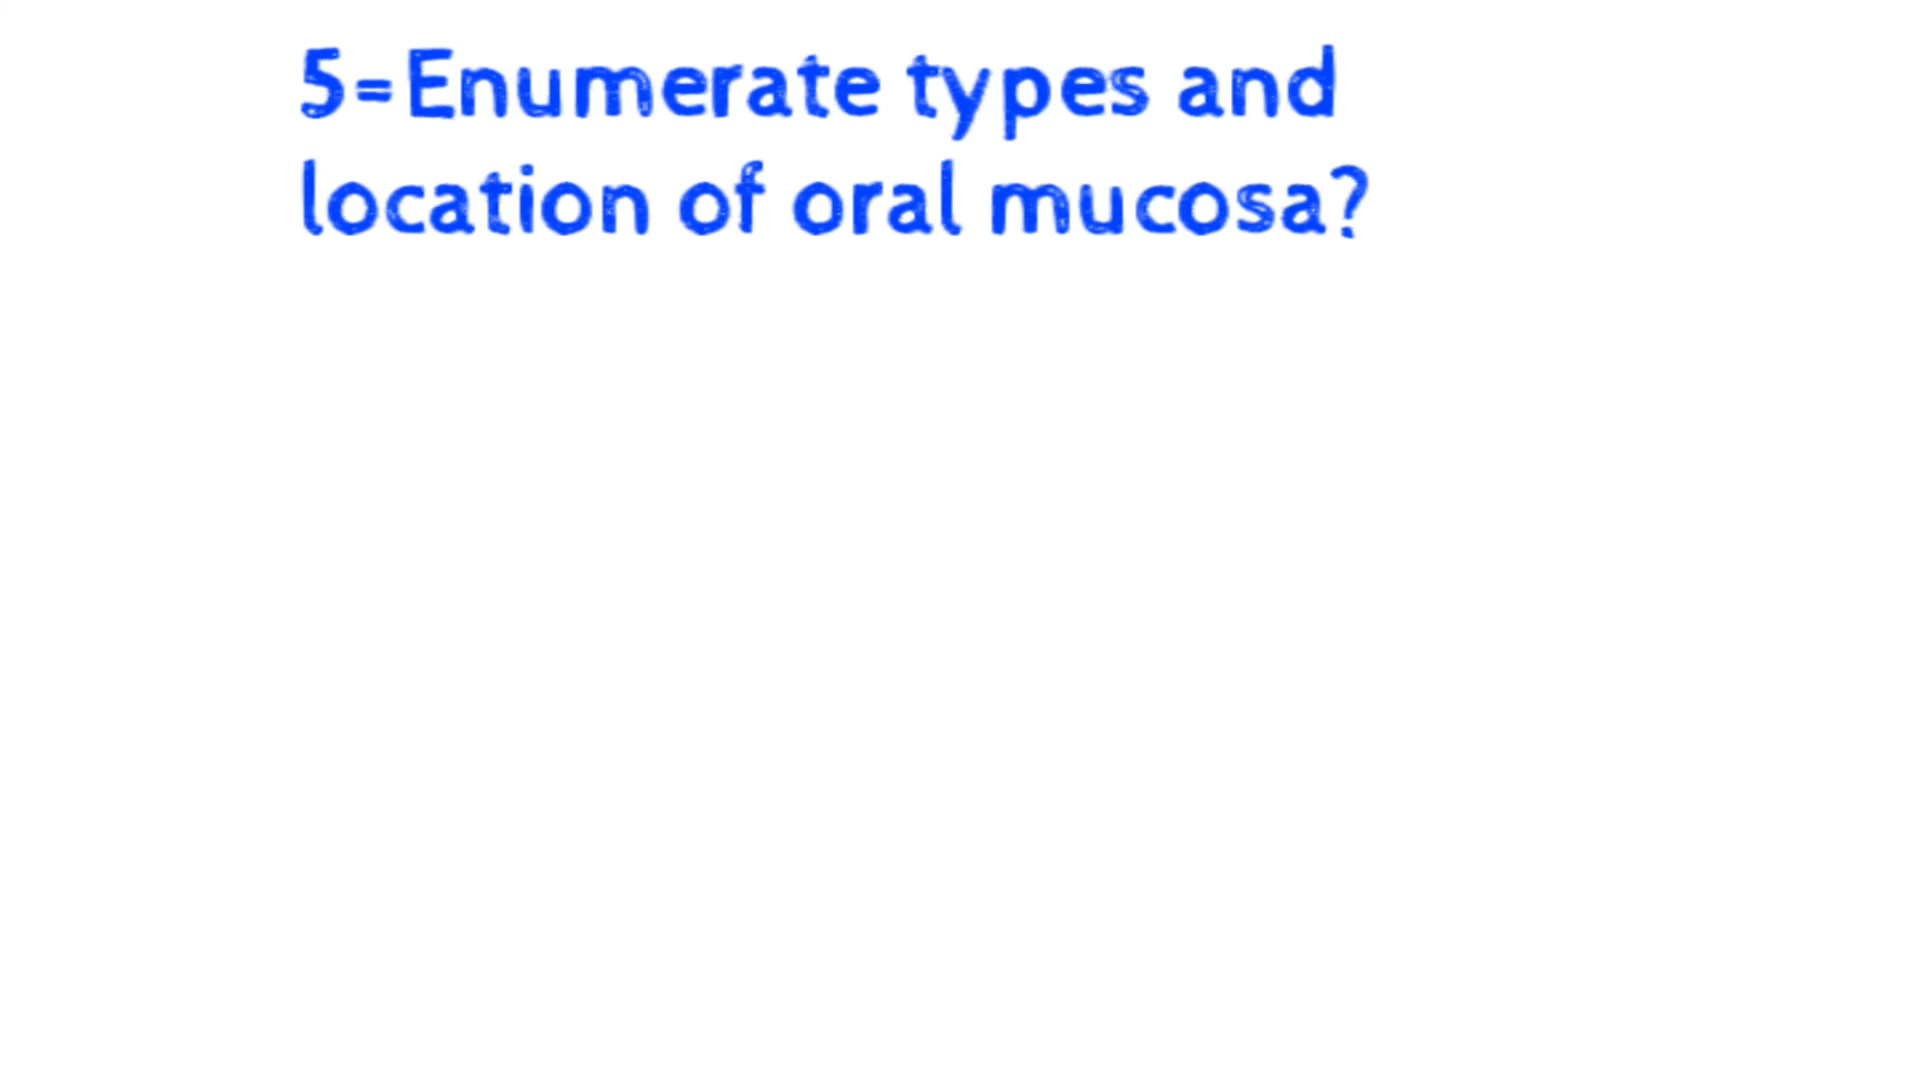 5=Enumerate types and
location of oral mucosa?